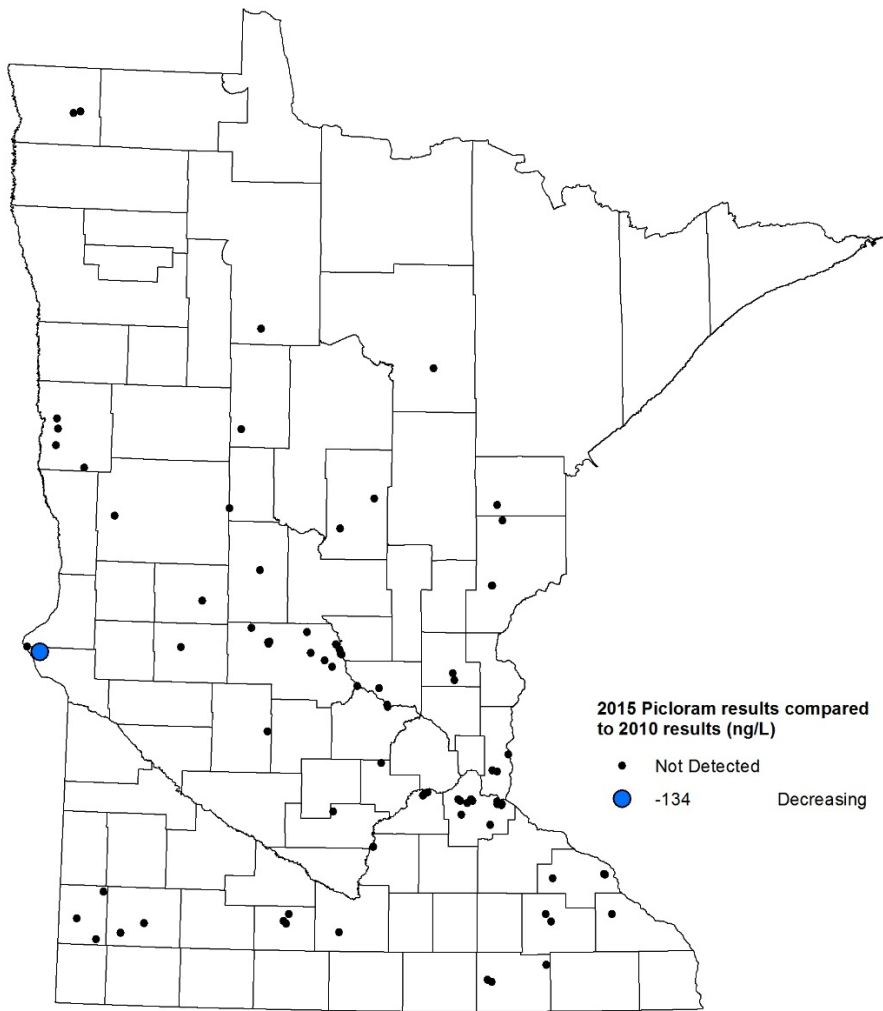 2015 Picloram results compared
to 2010 results (ng/L)
Not Detected
-134 Decreasing